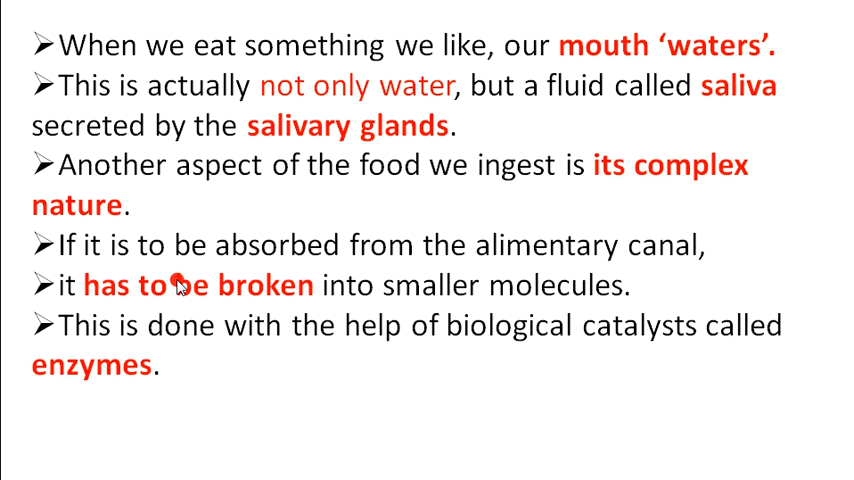 ➢When we eat something we like, our mouth ‘waters’.
➢This is actually not only water, but a fluid called saliva
secreted by the salivary glands.
➢Another aspect of the food we ingest is its complex
nature.
➢If it is to be absorbed from the alimentary canal,
➢it has to be broken into smaller molecules.
➢This is done with the help of biological catalysts called
enzymes.